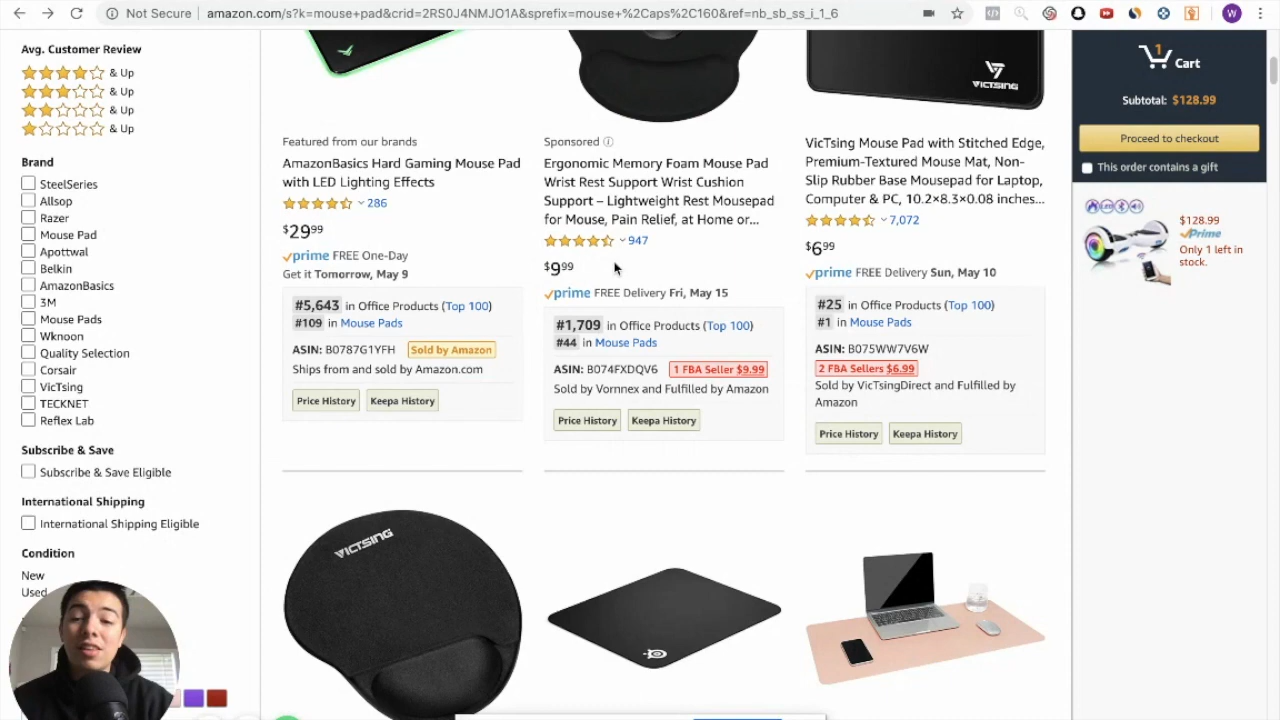 Not Secure
amazon.com/s?k=mouse+pad&crid=2RS0J4NMJO1A&sprefix=mouse+%2Caps%2C160&ref=nb_sb_ss_i_1_6
W
Avg. Customer Review
& Up
& Up
& Up
& Up
Brand
SteelSeries
Allsop
Razer
Mouse Pad
Apottwal
Belkin
AmazonBasics
3M
Mouse Pads
Wknoon
Quality Selection
Corsair
VicTsing
TECKNET
Reflex Lab
Subscribe & Save
Subscribe & Save Eligible
International Shipping
International Shipping Eligible
Condition
New
Used
Featured from our brands
AmazonBasics Hard Gaming Mouse Pad
with LED Lighting Effects
286
$2999
prime FREE One-Day
Get it Tomorrow, May 9
#5,643 in Office Products (Top 100)
#109 in Mouse Pads
ASIN: B0787G1YFH Sold by Amazon
Ships from and sold by Amazon.com
Price History Keepa History
Sponsored
Ergonomic Memory Foam Mouse Pad
Wrist Rest Support Wrist Cushion
Support – Lightweight Rest Mousepad
for Mouse, Pain Relief, at Home or...
947
$999
prime FREE Delivery Fri, May 15
#1,709 in Office Products (Top 100)
#44 in Mouse Pads
ASIN: B074FXDQV6 1 FBA Seller $9.99
Sold by Vornnex and Fulfilled by Amazon
Price History Keepa History
VICTSING
VicTsing Mouse Pad with Stitched Edge,
Premium-Textured Mouse Mat, Non-
Slip Rubber Base Mousepad for Laptop,
Computer & PC, 10.2×8.3×0.08 inches...
7,072
$699
prime FREE Delivery Sun, May 10
#25 in Office Products (Top 100)
#1 in Mouse Pads
ASIN: B075WW7V6W
2 FBA Sellers $6.99
Sold by VicTsingDirect and Fulfilled by
Amazon
Price History Keepa History
VICTSING
1
Cart
Subtotal: $128.99
Proceed to checkout
This order contains a gift
$128.99
Prime
Only 1 left in
stock.